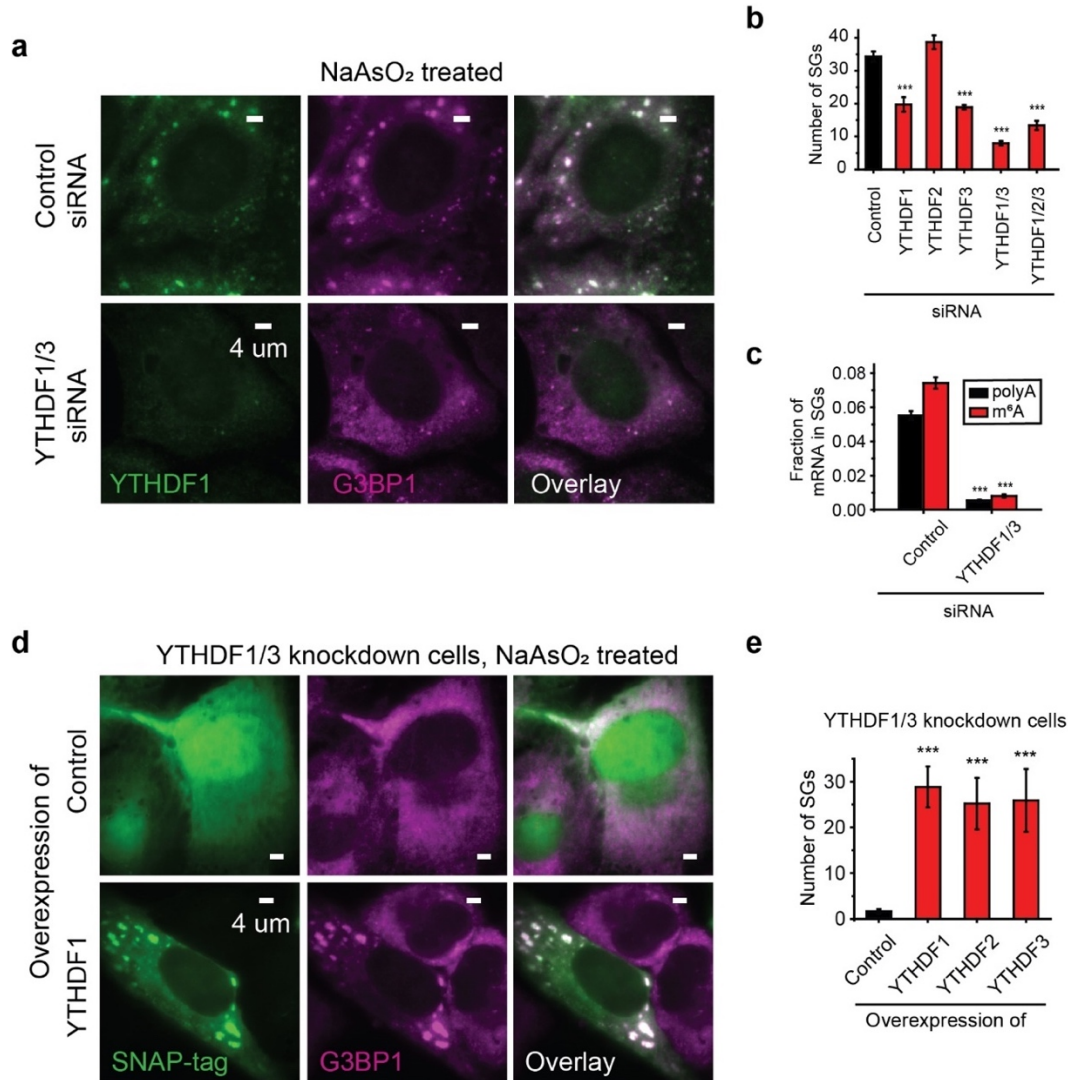 a
NaAsO₂ treated
Control
siRNA
YTHDF1/3
siRNA
4 um
YTHDF1
G3BP1
Overlay
b
Number of SGs
40
30
20
10
0
***
***
***
***
Control
YTHDF1
YTHDF2
YTHDF3
YTHDF1/3
YTHDF1/2/3
siRNA
c
Fraction of
mRNA in SGs
0.08
0.06
0.04
0.02
0.00
polyA
m⁶A
*** ***
Control
YTHDF1/3
siRNA
d
YTHDF1/3 knockdown cells, NaAsO₂ treated
Overexpression of
Control
YTHDF1
4 um
SNAP-tag
G3BP1
Overlay
e
YTHDF1/3 knockdown cells
Number of SGs
30
20
10
0
*** *** ***
Control
YTHDF1
YTHDF2
YTHDF3
Overexpression of